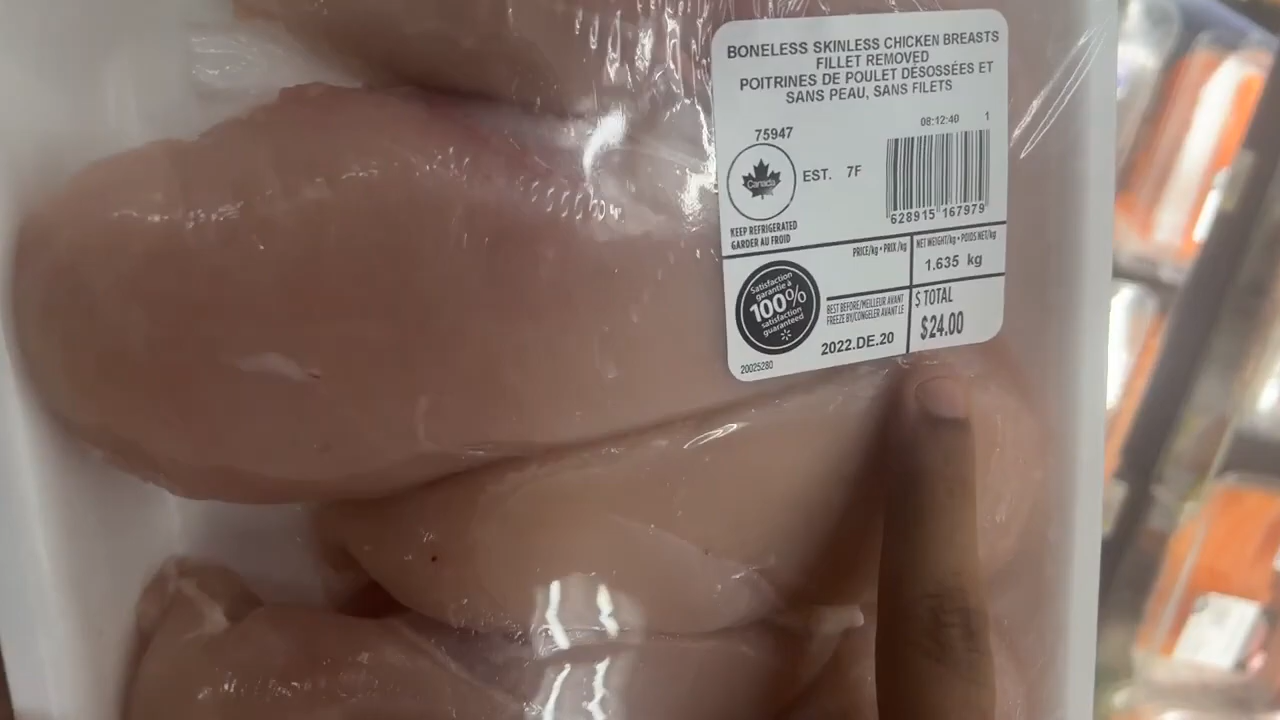 BONELESS SKINLESS CHICKEN BREASTS
FILLET REMOVED
POITRINES DE POULET DÉSOSSÉES ET
SANS PEAU, SANS FILETS
75947
08:12:40 1
Canada
EST. 7F
628915 167979
KEEP REFRIGERATED
GARDER AU FROID
PRICE/kg • PRIX /kg
NET WEIGHT/kg • POIDS NET/kg
1.635 kg
Satisfaction
garantie à
100%
satisfaction
guaranteed
BEST BEFORE/MEILLEUR AVANT
FREEZE BY/CONGELER AVANT LE
2022.DE.20
$ TOTAL
$24.00
20025280